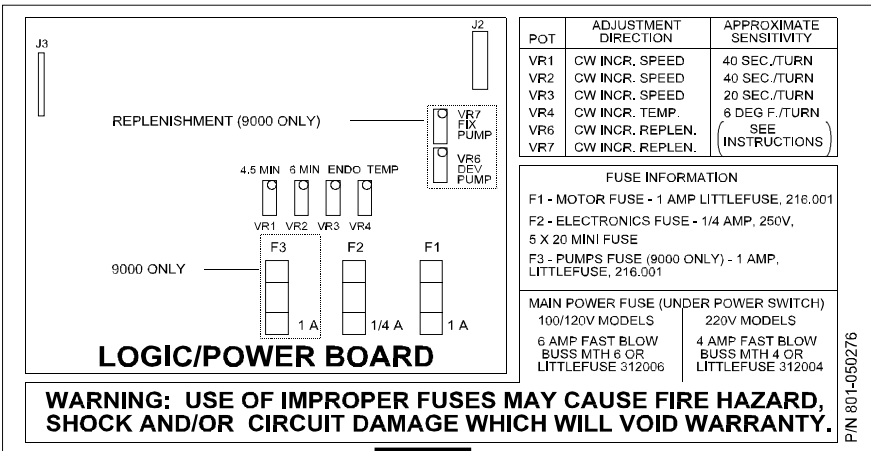 J3
J2
REPLENISHMENT (9000 ONLY)
VR7
FIX
PUMP
VR6
DEV
PUMP
4.5 MIN 6 MIN ENDO TEMP
VR1 VR2 VR3 VR4
F3 F2 F1
9000 ONLY
1 A 1/4 A 1 A
LOGIC/POWER BOARD
POT ADJUSTMENT DIRECTION APPROXIMATE SENSITIVITY
VR1 CW INCR. SPEED 40 SEC./TURN
VR2 CW INCR. SPEED 40 SEC./TURN
VR3 CW INCR. SPEED 20 SEC./TURN
VR4 CW INCR. TEMP. 6 DEG F./TURN
VR6 CW INCR. REPLEN. SEE
VR7 CW INCR. REPLEN. INSTRUCTIONS
FUSE INFORMATION
F1 - MOTOR FUSE - 1 AMP LITTLEFUSE, 216.001
F2 - ELECTRONICS FUSE - 1/4 AMP, 250V,
5 X 20 MINI FUSE
F3 - PUMPS FUSE (9000 ONLY) - 1 AMP,
LITTLEFUSE, 216.001
MAIN POWER FUSE (UNDER POWER SWITCH)
100/120V MODELS
6 AMP FAST BLOW
BUSS MTH 6 OR
LITTLEFUSE 312006
220V MODELS
4 AMP FAST BLOW
BUSS MTH 4 OR
LITTLEFUSE 312004
WARNING: USE OF IMPROPER FUSES MAY CAUSE FIRE HAZARD,
SHOCK AND/OR CIRCUIT DAMAGE WHICH WILL VOID WARRANTY.
P/N 801-050276